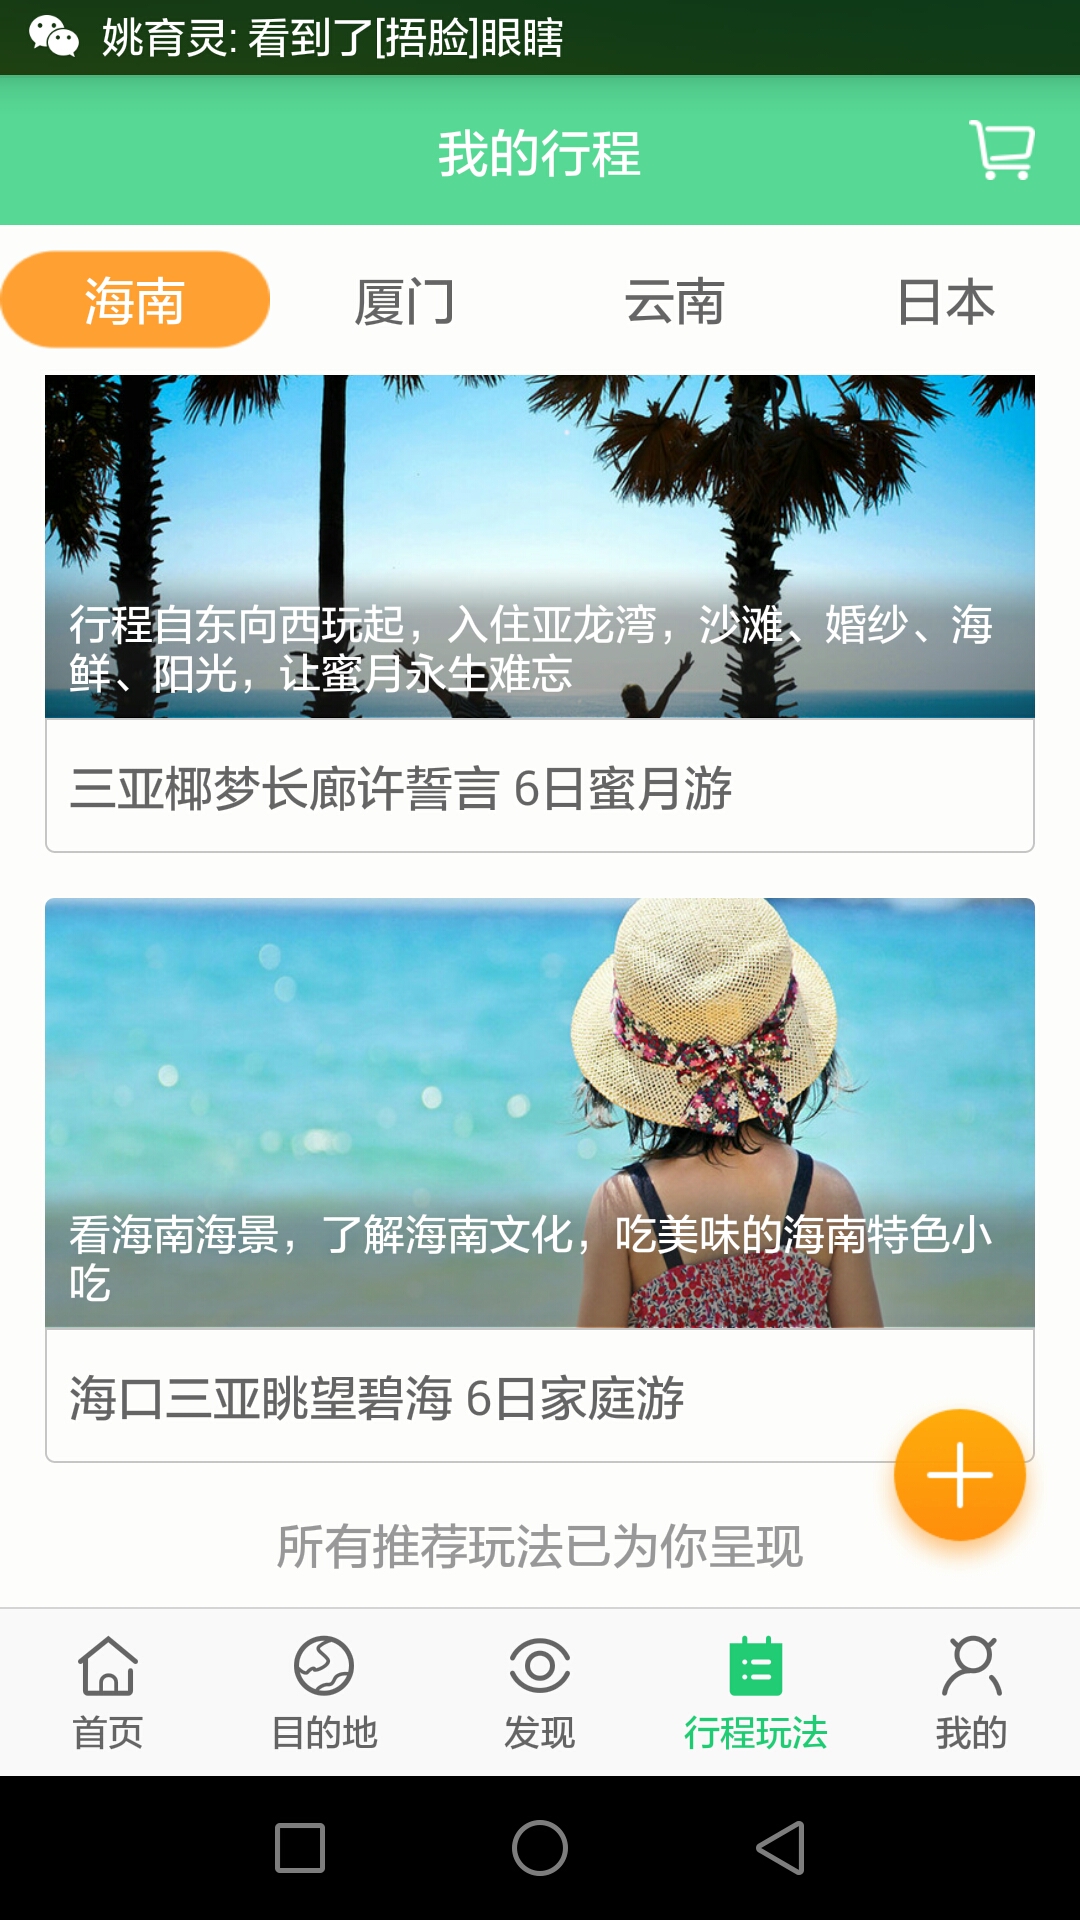 姚育灵: 看到了[捂脸]眼瞎
我的行程
海南 厦门 云南 日本
行程自东向西玩起，入住亚龙湾，沙滩、婚纱、海
鲜、阳光，让蜜月永生难忘
三亚椰梦长廊许誓言 6日蜜月游
看海南海景，了解海南文化，吃美味的海南特色小
吃
海口三亚眺望碧海 6日家庭游
所有推荐玩法已为你呈现
首页 目的地 发现 行程玩法 我的